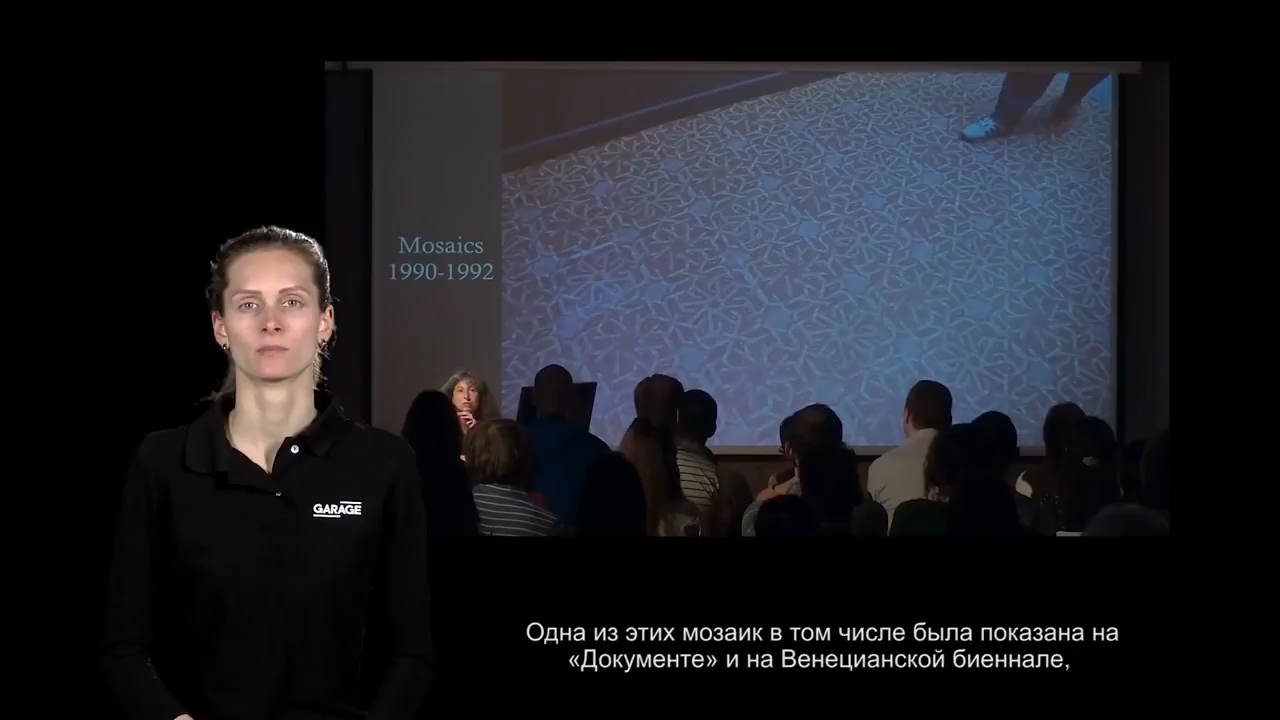 Mosaics
1990-1992
GARAGE
Одна из этих мозаик в том числе была показана на
«Документе» и на Венецианской биеннале,